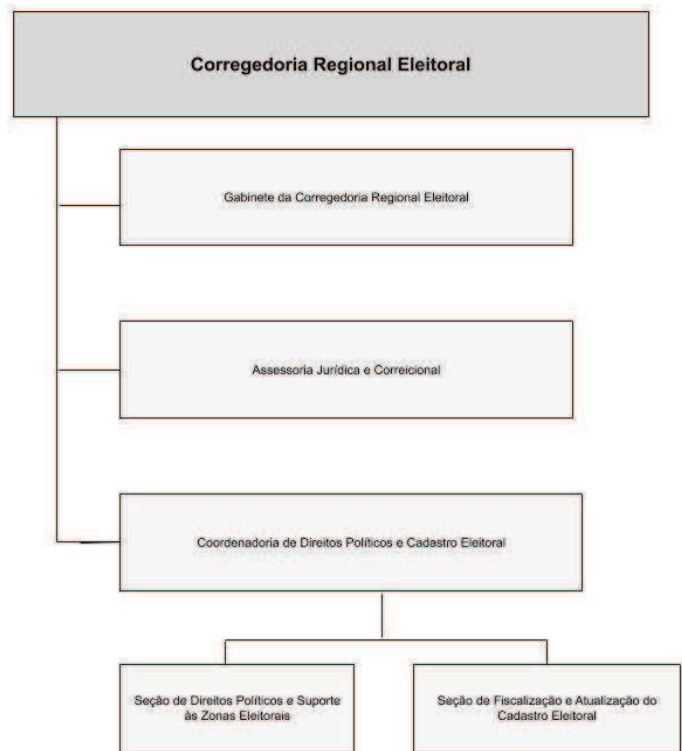 Corregedoria Regional Eleitoral
Gabinete da Corregedoria Regional Eleitoral
Assessoria Jurídica e Correicional
Coordenadoria de Direitos Políticos e Cadastro Eleitoral
Seção de Direitos Políticos e Suporte
às Zonas Eleitorais
Seção de Fiscalização e Atualização do
Cadastro Eleitoral